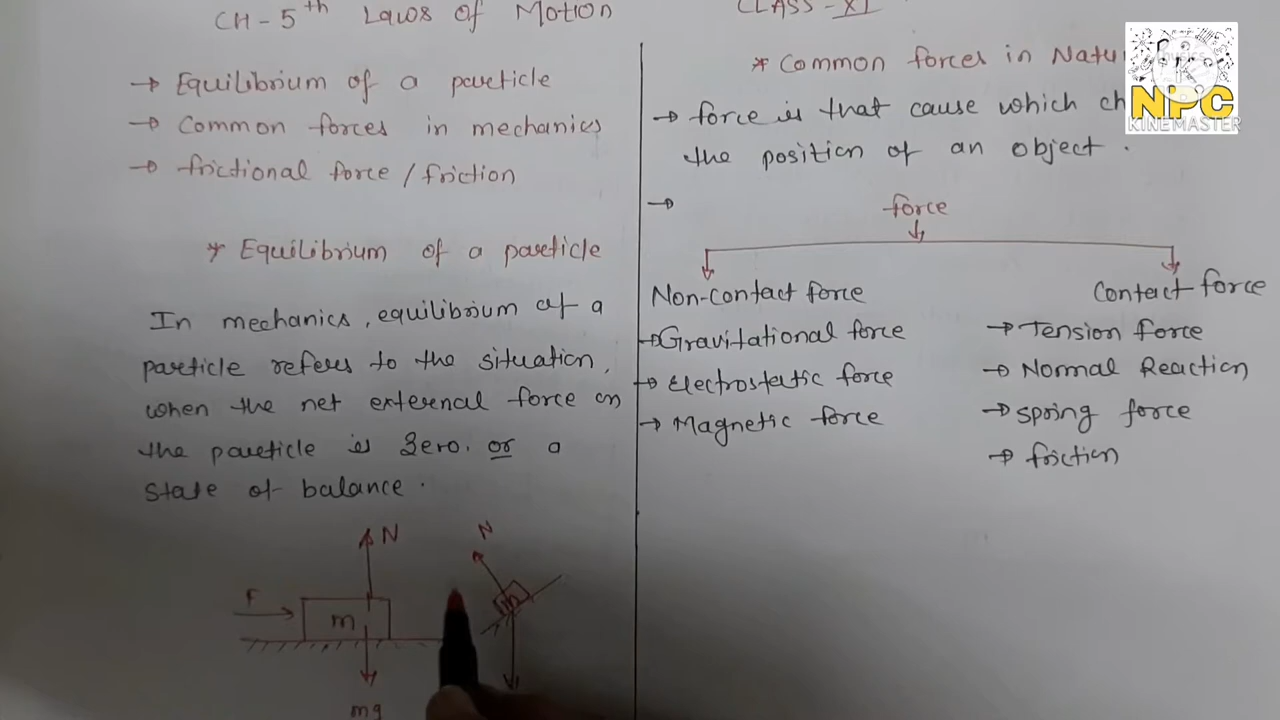 CH-5th Laws of Motion
CLASS-XI
→ Equilibrium of a particle
→ Common forces in mechanics
→ frictional force / friction
* Equilibrium of a particle
In mechanics, equilibrium of a
particle refers to the situation,
when the net external force on
the particle is zero. or a
state of balance.
N
F
m
mg
N
m
* Common forces in
→ force is that cause which
the position of an object.
→
force
Non-contact force
→ Gravitational force
→ Electrostatic force
→ Magnetic force
Contact force
→ Tension force
→ Normal Reaction
→ Spring force
→ friction
NPC
KINEMASTER